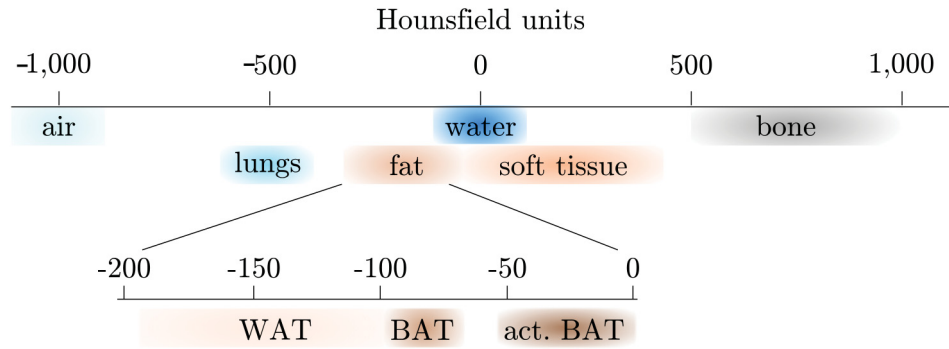 Hounsfield units
-1,000 -500 0 500 1,000
air water bone
lungs fat soft tissue
-200 -150 -100 -50 0
WAT BAT act. BAT